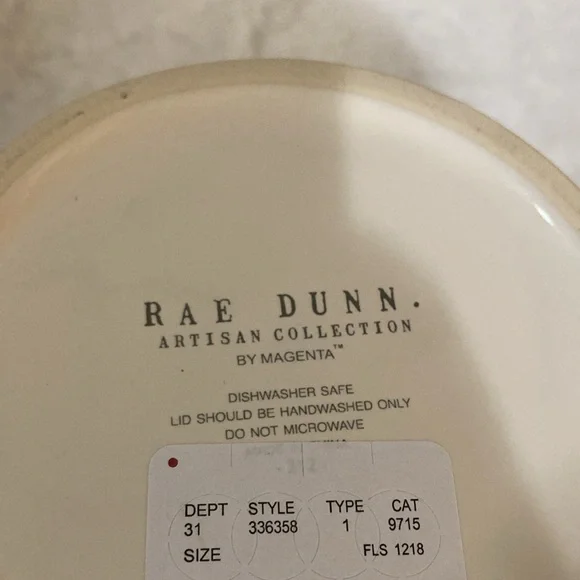 RAE DUNN.
ARTISAN COLLECTION
BY MAGENTA™
DISHWASHER SAFE
LID SHOULD BE HANDWASHED ONLY
DO NOT MICROWAVE
DEPT STYLE TYPE CAT
31 336358 1 9715
SIZE FLS 1218